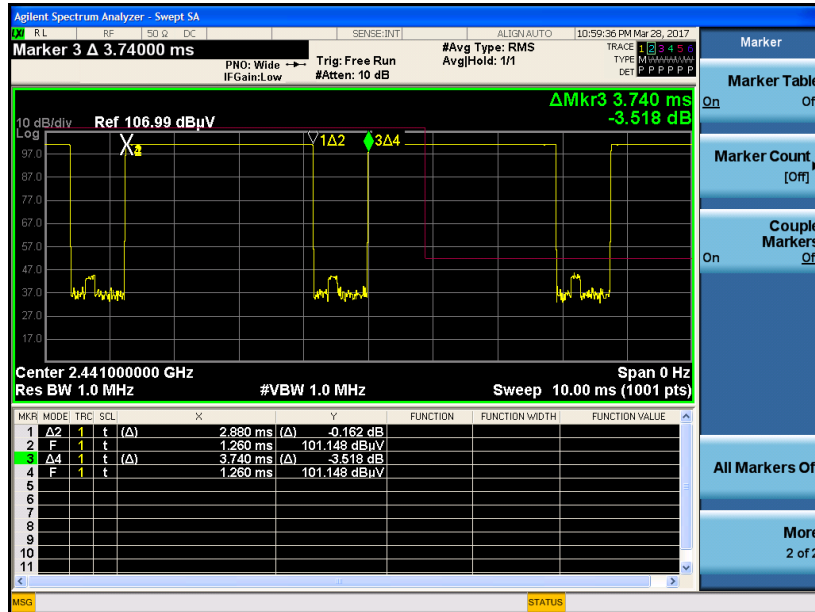 Agilent Spectrum Analyzer - Swept SA
LXI RL RF 50 Ω DC SENSE:INT ALIGN AUTO 10:59:36 PM Mar 28, 2017
Marker 3 Δ 3.74000 ms
PNO: Wide
IFGain:Low
Trig: Free Run
#Atten: 10 dB
#Avg Type: RMS
Avg|Hold: 1/1
TRACE 1 2 3 4 5 6
TYPE M WWWWW
DET P P P P P P
ΔMkr3 3.740 ms
-3.518 dB
10 dB/div Ref 106.99 dBµV
Log
97.0
87.0
77.0
67.0
57.0
47.0
37.0
27.0
17.0
1Δ2
3Δ4
Center 2.441000000 GHz Span 0 Hz
Res BW 1.0 MHz #VBW 1.0 MHz Sweep 10.00 ms (1001 pts)
MKR MODE TRC SCL X Y FUNCTION FUNCTION WIDTH FUNCTION VALUE
1 Δ2 1 t (Δ) 2.880 ms (Δ) -0.162 dB
2 F 1 t 1.260 ms 101.148 dBµV
3 Δ4 1 t (Δ) 3.740 ms (Δ) -3.518 dB
4 F 1 t 1.260 ms 101.148 dBµV
5
6
7
8
9
10
11
MSG STATUS
Marker
Marker Table
On Of
Marker Count
[Off]
Couple
Markers
On Of
All Markers Of
More
2 of 2